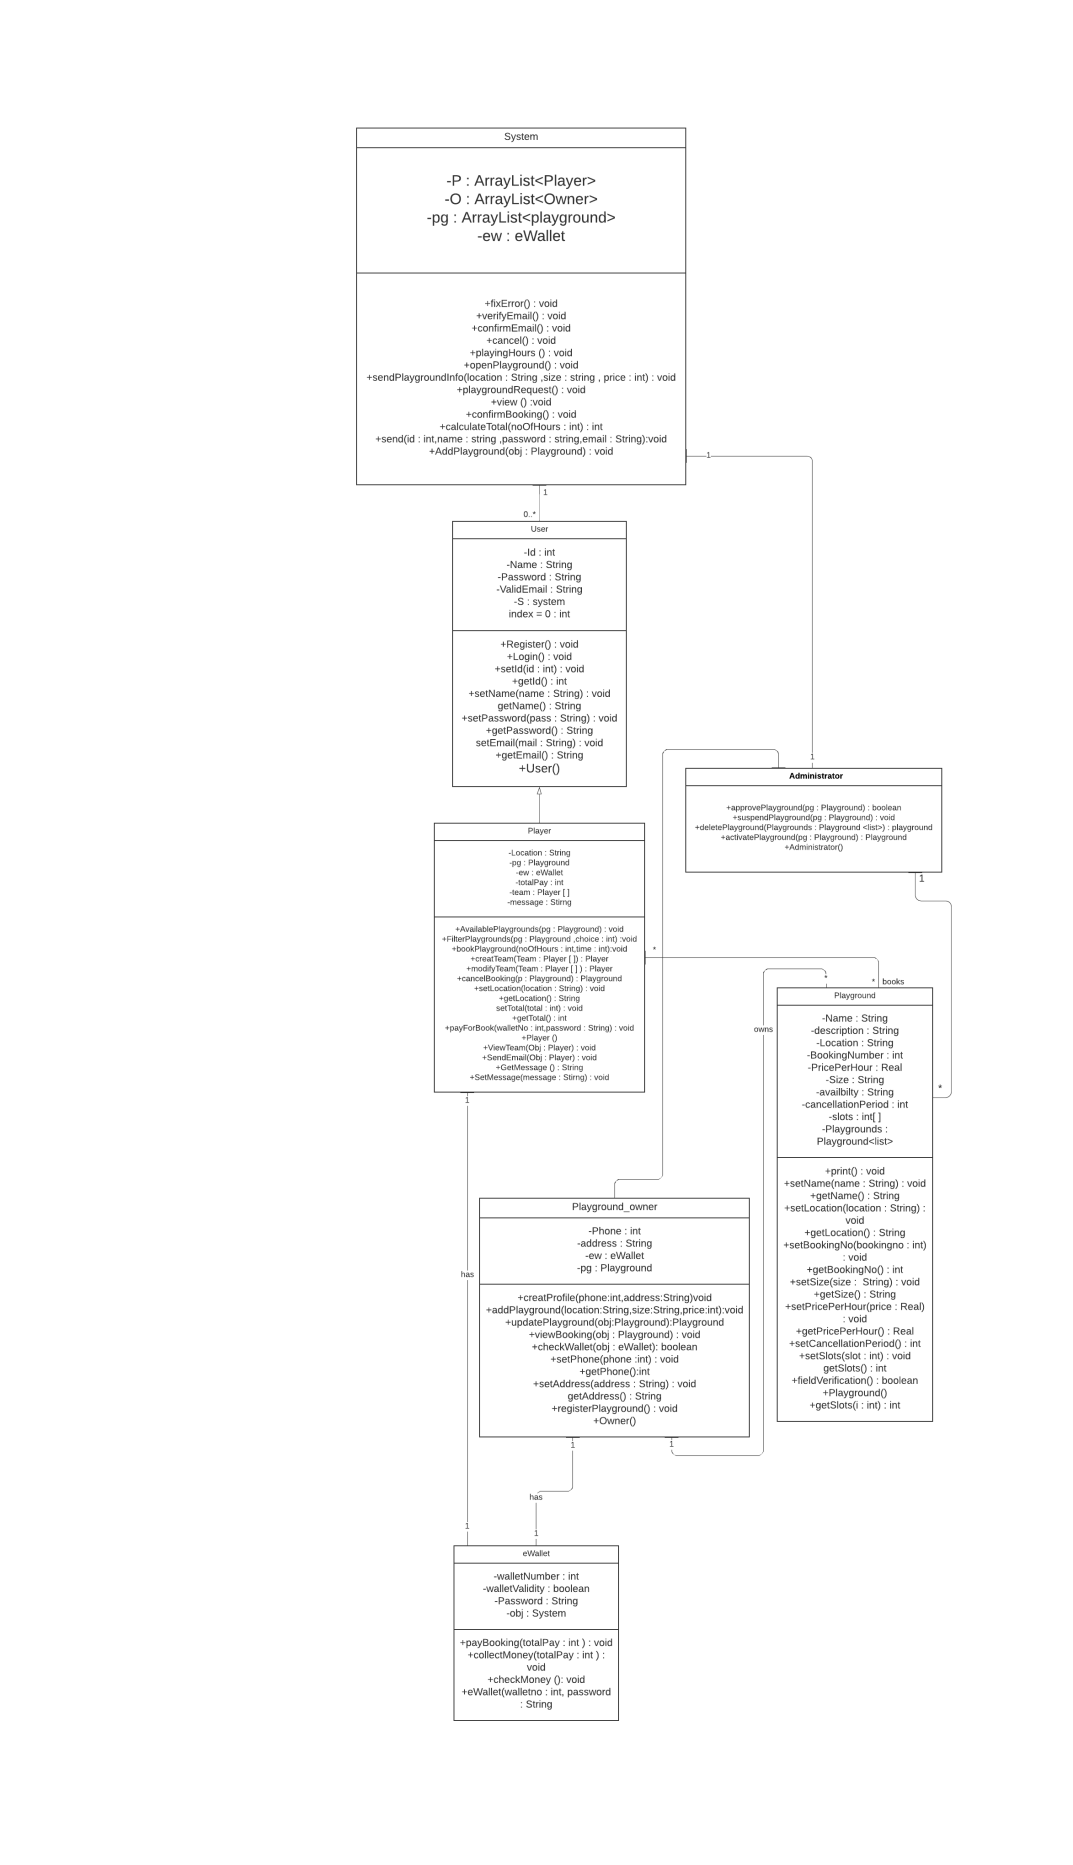 System
-P : ArrayList<Player>
-O : ArrayList<Owner>
-pg : ArrayList<playground>
-ew : eWallet
+fixError() : void
+verifyEmail() : void
+confirmEmail() : void
+cancel() : void
+playingHours () : void
+openPlayground() : void
+sendPlaygroundInfo(location : String ,size : string , price : int) : void
+playgroundRequest() : void
+view () :void
+confirmBooking() : void
+calculateTotal(noOfHours : int) : int
+send(id : int,name : string ,password : string,email : String):void
+AddPlayground(obj : Playground) : void
1
1
0..*
User
-Id : int
-Name : String
-Password : String
-ValidEmail : String
-S : system
index = 0 : int
+Register() : void
+Login() : void
+setId(id : int) : void
+getId() : int
+setName(name : String) : void
getName() : String
+setPassword(pass : String) : void
+getPassword() : String
setEmail(mail : String) : void
+getEmail() : String
+User()
1
Administrator
+approvePlayground(pg : Playground) : boolean
+suspendPlayground(pg : Playground) : void
+deletePlayground(Playgrounds : Playground <list>) : playground
+activatePlayground(pg : Playground) : Playground
+Administrator()
1
Player
-Location : String
-pg : Playground
-ew : eWallet
-totalPay : int
-team : Player [ ]
-message : Stirng
+AvailablePlaygrounds(pg : Playground) : void
+FilterPlaygrounds(pg : Playground ,choice : int) :void
+bookPlayground(noOfHours : int,time : int):void
+creatTeam(Team : Player [ ]) : Player
+modifyTeam(Team : Player [ ] ) : Player
+cancelBooking(p : Playground) : Playground
+setLocation(location : String) : void
+getLocation() : String
setTotal(total : int) : void
+getTotal() : int
+payForBook(walletNo : int,password : String) : void
+Player ()
+ViewTeam(Obj : Player) : void
+SendEmail(Obj : Player) : void
+GetMessage () : String
+SetMessage(message : Stirng) : void
*
*
* books
owns
Playground
-Name : String
-description : String
-Location : String
-BookingNumber : int
-PricePerHour : Real
-Size : String
-availbilty : String
-cancellationPeriod : int
-slots : int[ ]
-Playgrounds :
Playground<list>
*
+print() : void
+setName(name : String) : void
+getName() : String
+setLocation(location : String) :
void
+getLocation() : String
+setBookingNo(bookingno : int)
: void
+getBookingNo() : int
+setSize(size :  String) : void
+getSize() : String
+setPricePerHour(price : Real)
: void
+getPricePerHour() : Real
+setCancellationPeriod() : int
+setSlots(slot : int) : void
getSlots() : int
+fieldVerification() : boolean
+Playground()
+getSlots(i : int) : int
1
has
Playground_owner
-Phone : int
-address : String
-ew : eWallet
-pg : Playground
+creatProfile(phone:int,address:String)void
+addPlayground(location:String,size:String,price:int):void
+updatePlayground(obj:Playground):Playground
+viewBooking(obj : Playground) : void
+checkWallet(obj : eWallet): boolean
+setPhone(phone :int) : void
+getPhone():int
+setAddress(address : String) : void
getAddress() : String
+registerPlayground() : void
+Owner()
1
1
has
1
1
eWallet
-walletNumber : int
-walletValidity : boolean
-Password : String
-obj : System
+payBooking(totalPay : int ) : void
+collectMoney(totalPay : int ) :
void
+checkMoney (): void
+eWallet(walletno : int, password
: String